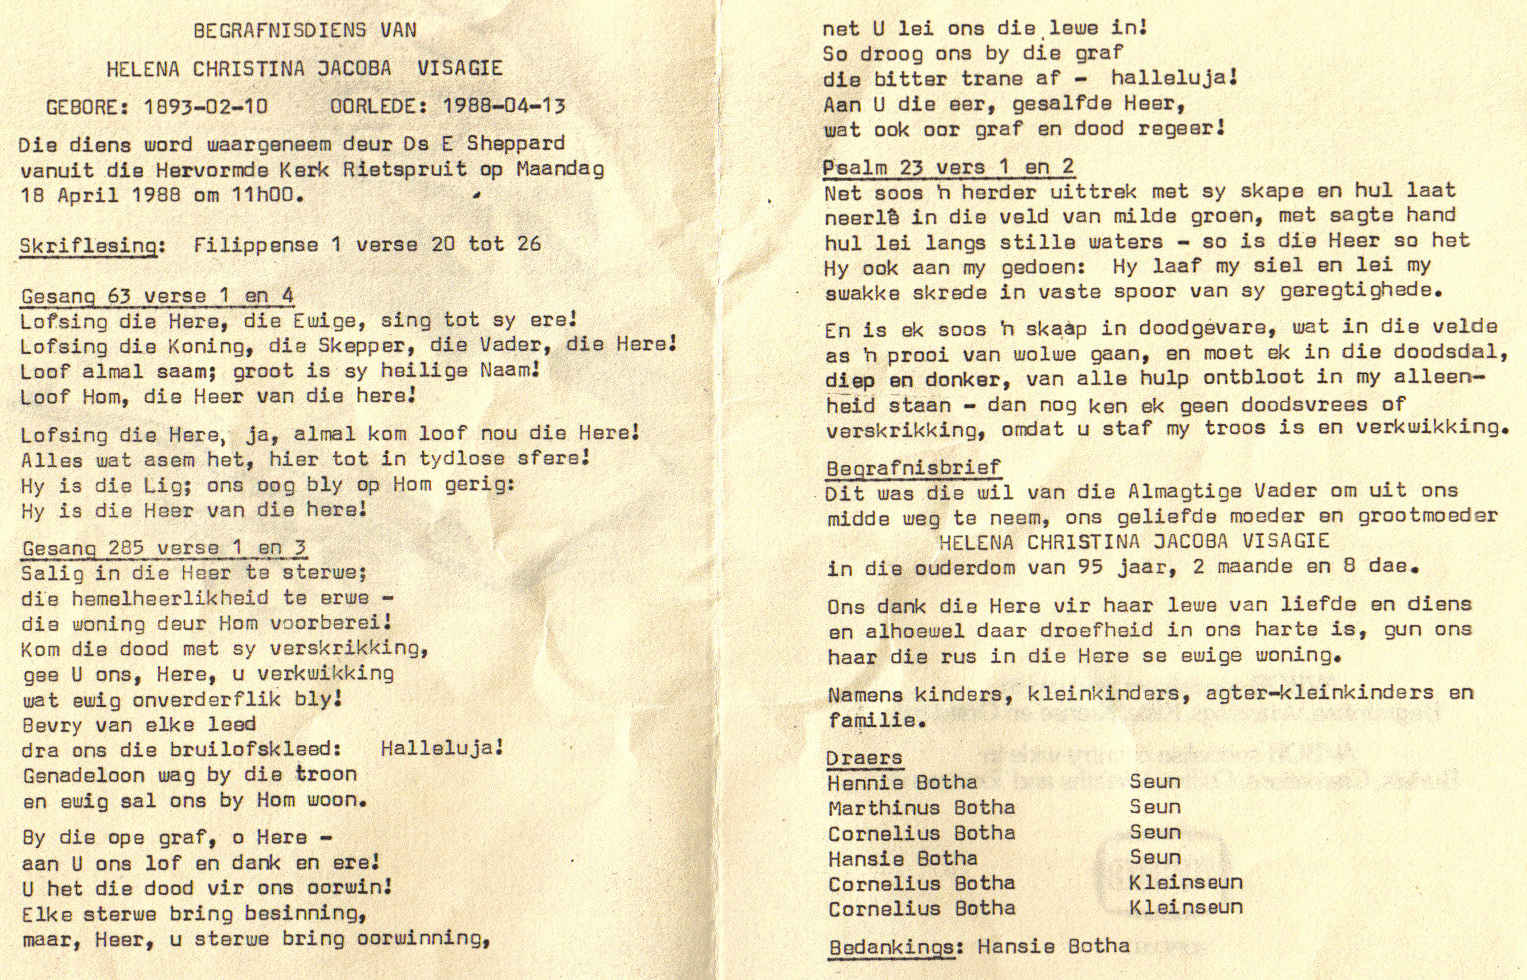 BEGRAFNISDIENS VAN
HELENA CHRISTINA JACOBA VISAGIE
GEBORE: 1893-02-10 OORLEDE: 1988-04-13
Die diens word waargeneem deur Ds E Sheppard
vanuit die Hervormde Kerk Rietspruit op Maandag
18 April 1988 om 11h00.
Skriflesing: Filippense 1 verse 20 tot 26
Gesang 63 verse 1 en 4
Lofsing die Here, die Ewige, sing tot sy ere!
Lofsing die Koning, die Skepper, die Vader, die Here!
Loof almal saam; groot is sy heilige Naam!
Loof Hom, die Heer van die here!
Lofsing die Here, ja, almal kom loof nou die Here!
Alles wat asem het, hier tot in tydlose sfere!
Hy is die Lig; ons oog bly op Hom gerig:
Hy is die Heer van die here!
Gesang 285 verse 1 en 3
Salig in die Heer te sterwe;
die hemelheerlikheid te erwe -
die woning deur Hom voorberei!
Kom die dood met sy verskrikking,
gee U ons, Here, u verkwikking
wat ewig onverderflik bly!
Bevry van elke leed
dra ons die bruilofskleed: Halleluja!
Genadeloon wag by die troon
en ewig sal ons by Hom woon.
By die ope graf, o Here -
aan U ons lof en dank en ere!
U het die dood vir ons oorwin!
Elke sterwe bring besinning,
maar, Heer, u sterwe bring oorwinning,
net U lei ons die lewe in!
So droog ons by die graf
die bitter trane af - halleluja!
Aan U die eer, gesalfde Heer,
wat ook oor graf en dood regeer!
Psalm 23 vers 1 en 2
Net soos 'n herder uittrek met sy skape en hul laat
neerlê in die veld van milde groen, met sagte hand
hul lei langs stille waters - so is die Heer so het
Hy ook aan my gedoen: Hy laaf my siel en lei my
swakke skrede in vaste spoor van sy geregtighede.
En is ek soos 'n skaap in doodgevare, wat in die velde
as 'n prooi van wolwe gaan, en moet ek in die doodsdal,
diep en donker, van alle hulp ontbloot in my alleen-
heid staan - dan nog ken ek geen doodsvrees of
verskrikking, omdat u staf my troos is en verkwikking.
Begrafnisbrief
Dit was die wil van die Almagtige Vader om uit ons
midde weg te neem, ons geliefde moeder en grootmoeder
HELENA CHRISTINA JACOBA VISAGIE
in die ouderdom van 95 jaar, 2 maande en 8 dae.
Ons dank die Here vir haar lewe van liefde en diens
en alhoewel daar droefheid in ons harte is, gun ons
haar die rus in die Here se ewige woning.
Namens kinders, kleinkinders, agter-kleinkinders en
familie.
Draers
Hennie Botha Seun
Marthinus Botha Seun
Cornelius Botha Seun
Hansie Botha Seun
Cornelius Botha Kleinseun
Cornelius Botha Kleinseun
Bedankings: Hansie Botha